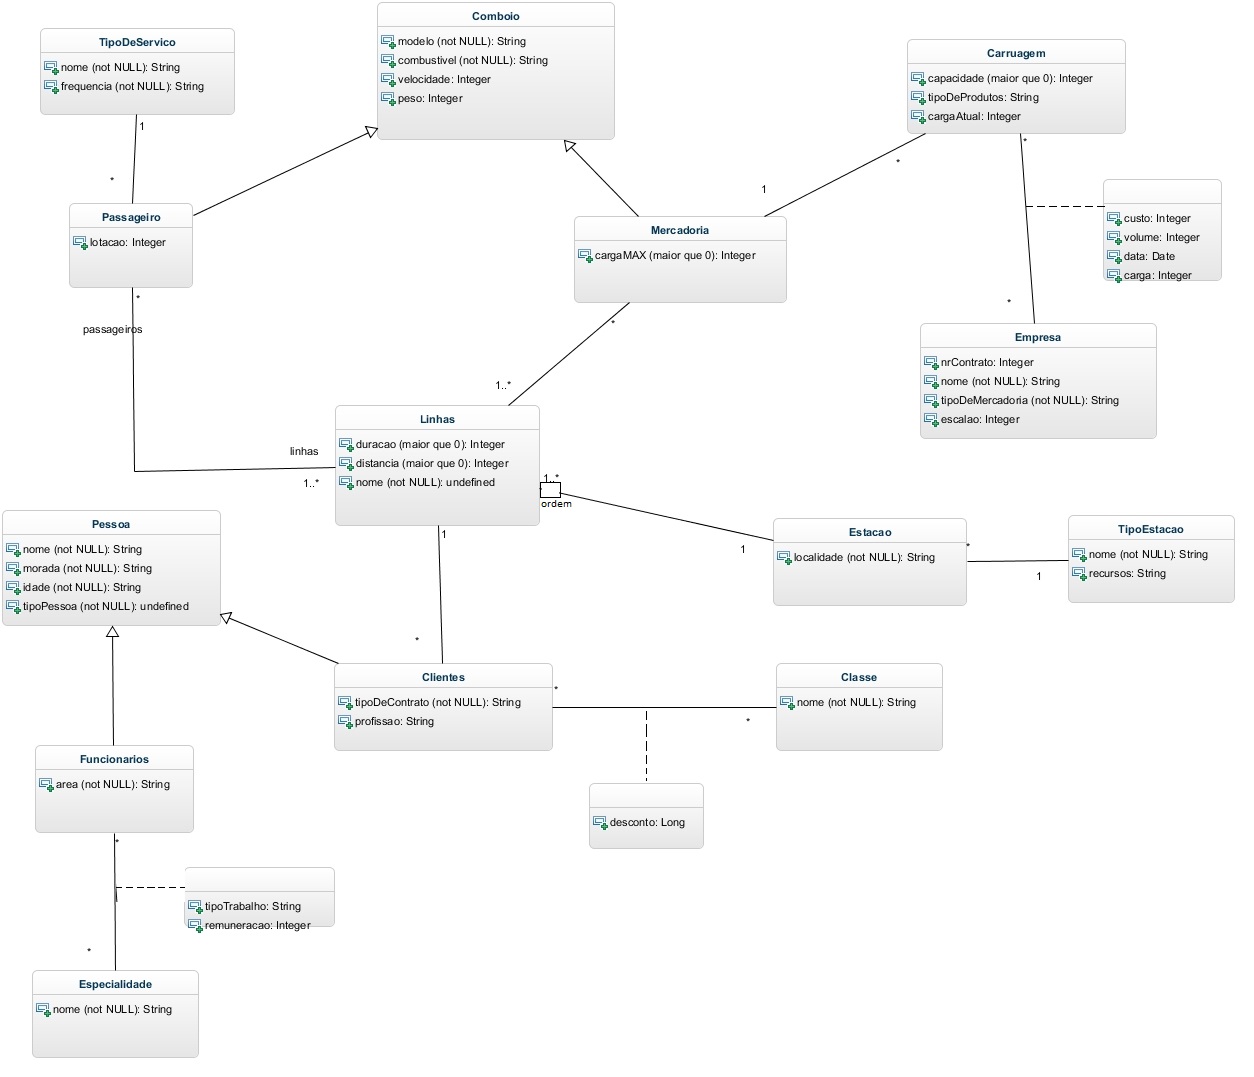 Comboio
modelo (not NULL): String
combustivel (not NULL): String
velocidade: Integer
peso: Integer
TipoDeServico
nome (not NULL): String
frequencia (not NULL): String
Carruagem
capacidade (maior que 0): Integer
tipoDeProdutos: String
cargaAtual: Integer
1
*
*
*
1
Passageiro
lotacao: Integer
Mercadoria
cargaMAX (maior que 0): Integer
custo: Integer
volume: Integer
data: Date
carga: Integer
*
passageiros
*
*
Empresa
nrContrato: Integer
nome (not NULL): String
tipoDeMercadoria (not NULL): String
escalao: Integer
1..*
Linhas
duracao (maior que 0): Integer
distancia (maior que 0): Integer
nome (not NULL): undefined
linhas
1..*
1..*
ordem
1
1
Estacao
localidade (not NULL): String
*
1
TipoEstacao
nome (not NULL): String
recursos: String
Pessoa
nome (not NULL): String
morada (not NULL): String
idade (not NULL): String
tipoPessoa (not NULL): undefined
*
Clientes
tipoDeContrato (not NULL): String
profissao: String
*
*
Classe
nome (not NULL): String
desconto: Long
Funcionarios
area (not NULL): String
*
tipoTrabalho: String
remuneracao: Integer
*
Especialidade
nome (not NULL): String